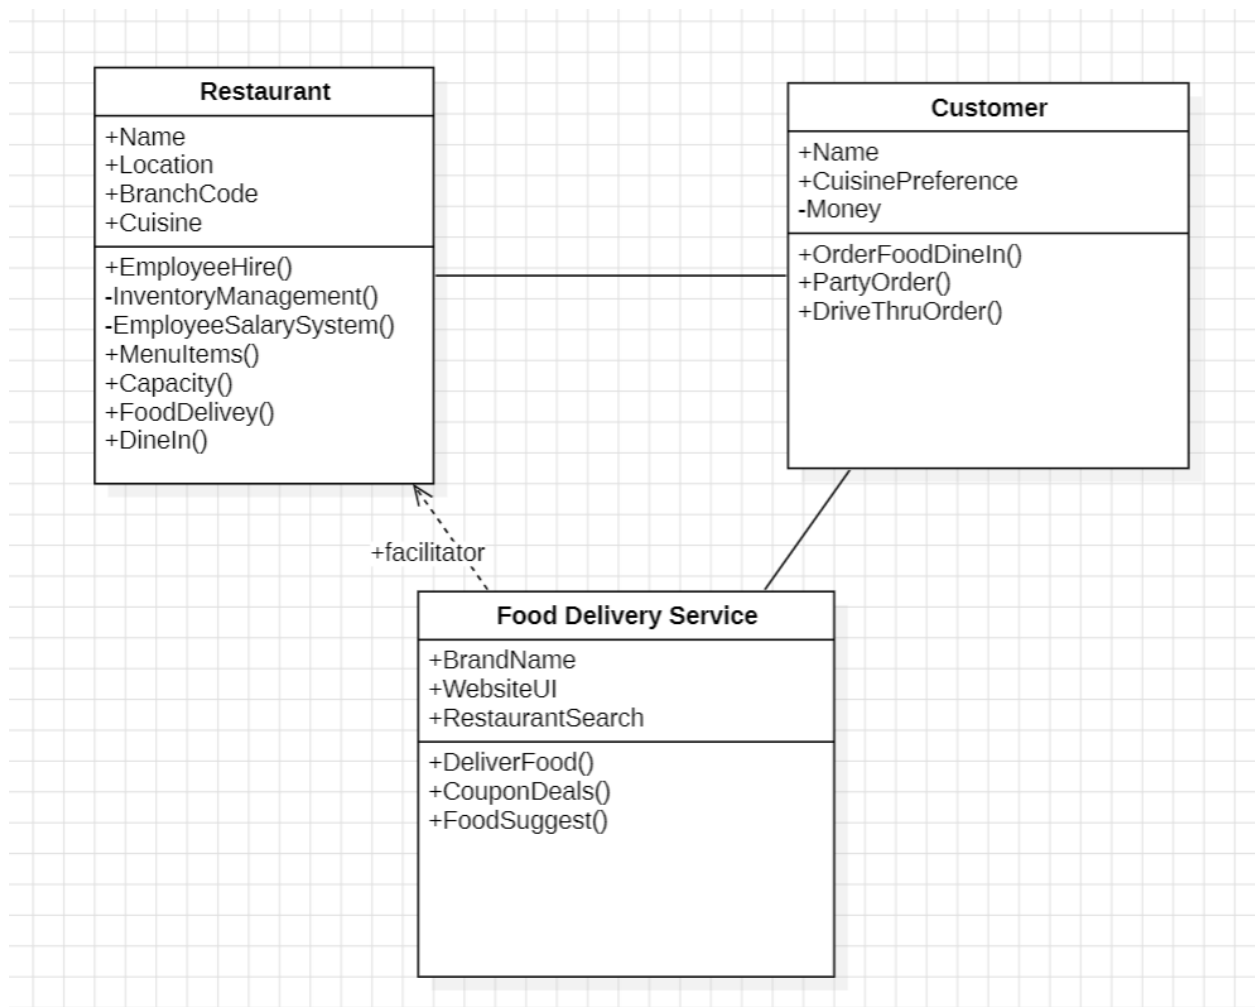 Restaurant
+Name
+Location
+BranchCode
+Cuisine
+EmployeeHire()
-InventoryManagement()
-EmployeeSalarySystem()
+MenuItems()
+Capacity()
+FoodDelivey()
+DineIn()
Customer
+Name
+CuisinePreference
-Money
+OrderFoodDineIn()
+PartyOrder()
+DriveThruOrder()
+facilitator
Food Delivery Service
+BrandName
+WebsiteUI
+RestaurantSearch
+DeliverFood()
+CouponDeals()
+FoodSuggest()